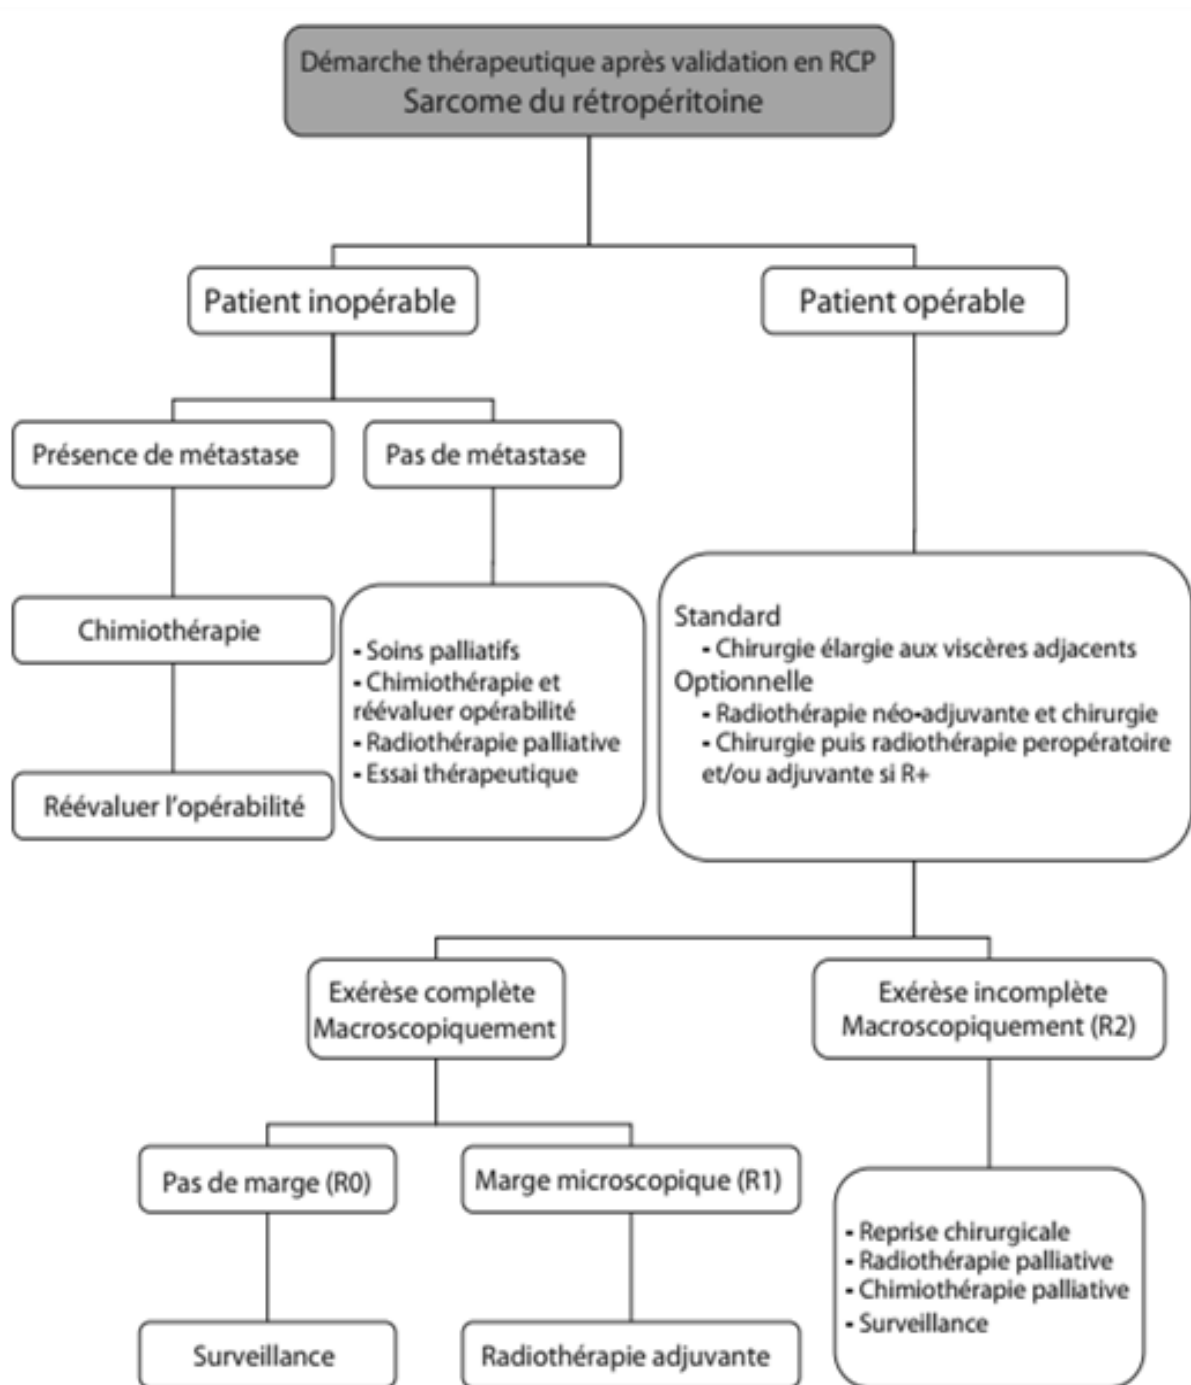 Démarche thérapeutique après validation en RCP
Sarcome du rétropéritoine
Patient inopérable
Patient opérable
Présence de métastase
Pas de métastase
Chimiothérapie
Réévaluer l'opérabilité
- Soins palliatifs
- Chimiothérapie et
réévaluer opérabilité
- Radiothérapie palliative
- Essai thérapeutique
Standard
- Chirurgie élargie aux viscères adjacents
Optionnelle
- Radiothérapie néo-adjuvante et chirurgie
- Chirurgie puis radiothérapie peropératoire
et/ou adjuvante si R+
Exérèse complète
Macroscopiquement
Exérèse incomplète
Macroscopiquement (R2)
Pas de marge (R0)
Marge microscopique (R1)
Surveillance
Radiothérapie adjuvante
- Reprise chirurgicale
- Radiothérapie palliative
- Chimiothérapie palliative
- Surveillance